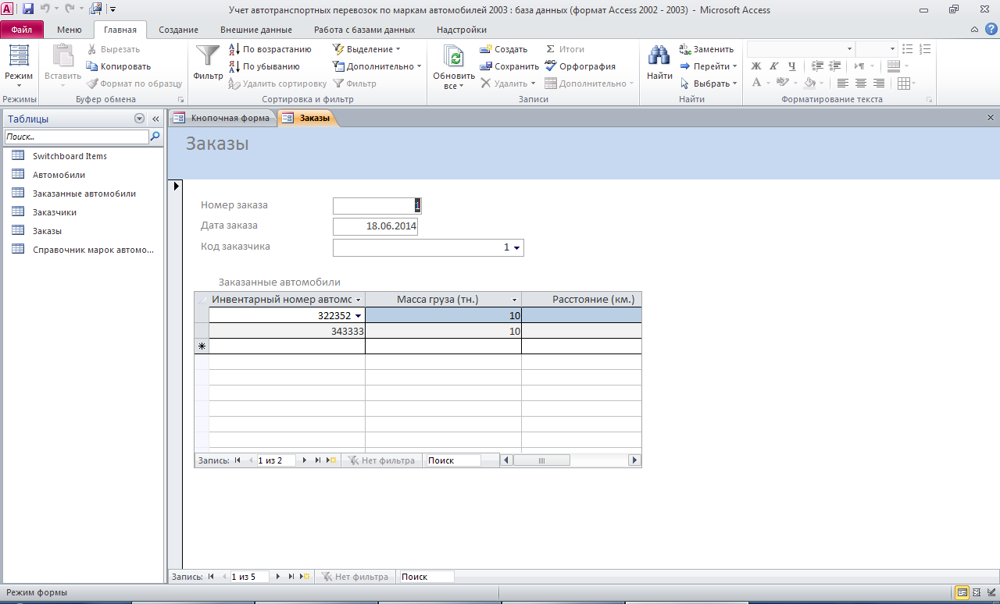 Учет автотранспортных перевозок по маркам автомобилей 2003 : база данных (формат Access 2002 - 2003) - Microsoft Access
Файл Меню Главная Создание Внешние данные Работа с базами данных Надстройки
Режим
Режимы
Вставить
Вырезать
Копировать
Формат по образцу
Буфер обмена
Фильтр
По возрастанию
По убыванию
Удалить сортировку
Выделение
Дополнительно
Фильтр
Сортировка и фильтр
Обновить
все
Создать
Сохранить
Удалить
Итоги
Орфография
Дополнительно
Записи
Найти
Заменить
Перейти
Выбрать
Найти
Ж К Ч
А
Форматирование текста
Таблицы
Поиск...
Switchboard Items
Автомобили
Заказанные автомобили
Заказчики
Заказы
Справочник марок автомо...
Кнопочная форма Заказы
Заказы
Номер заказа 1
Дата заказа 18.06.2014
Код заказчика 1
Заказанные автомобили
Инвентарный номер автомс Масса груза (тн.) Расстояние (км.)
322352 10
343333 10
Запись: 1 из 2 Нет фильтра Поиск
Запись: 1 из 5 Нет фильтра Поиск
Режим формы